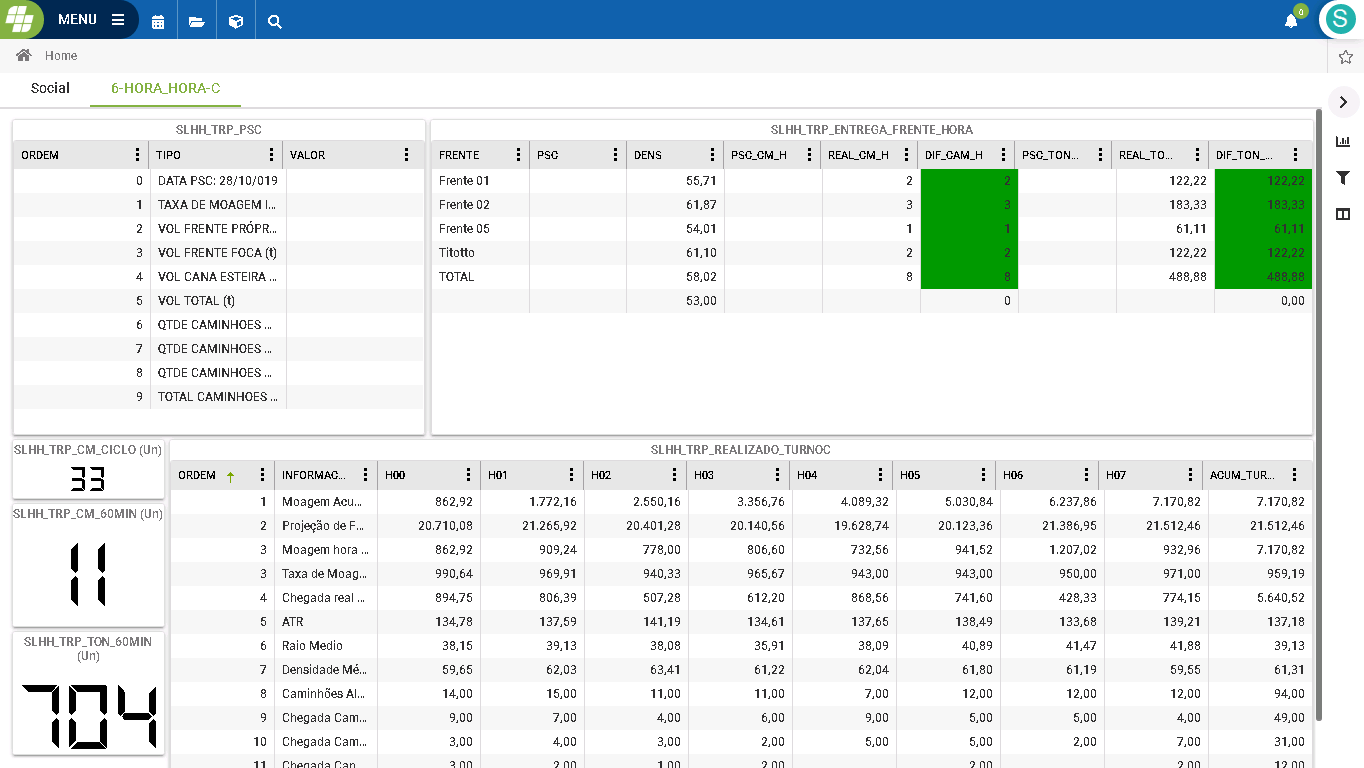 MENU
0
S
Home
Social 6-HORA_HORA-C
SLHH_TRP_PSC
ORDEM TIPO VALOR
0 DATA PSC: 28/10/019
1 TAXA DE MOAGEM I...
2 VOL FRENTE PRÓPR...
3 VOL FRENTE FOCA (t)
4 VOL CANA ESTEIRA ...
5 VOL TOTAL (t)
6 QTDE CAMINHOES ...
7 QTDE CAMINHOES ...
8 QTDE CAMINHOES ...
9 TOTAL CAMINHOES ...
SLHH_TRP_ENTREGA_FRENTE_HORA
FRENTE PSC DENS PSC_CM_H REAL_CM_H DIF_CAM_H PSC_TON... REAL_TO... DIF_TON_...
Frente 01 55,71 2 2 122,22 122,22
Frente 02 61,87 3 3 183,33 183,33
Frente 05 54,01 1 1 61,11 61,11
Titotto 61,10 2 2 122,22 122,22
TOTAL 58,02 8 8 488,88 488,88
53,00 0 0,00
SLHH_TRP_CM_CICLO (Un)
33
SLHH_TRP_CM_60MIN (Un)
11
SLHH_TRP_TON_60MIN
(Un)
704
SLHH_TRP_REALIZADO_TURNOC
ORDEM INFORMAC... H00 H01 H02 H03 H04 H05 H06 H07 ACUM_TUR...
1 Moagem Acu... 862,92 1.772,16 2.550,16 3.356,76 4.089,32 5.030,84 6.237,86 7.170,82 7.170,82
2 Projeção de F... 20.710,08 21.265,92 20.401,28 20.140,56 19.628,74 20.123,36 21.386,95 21.512,46 21.512,46
3 Moagem hora ... 862,92 909,24 778,00 806,60 732,56 941,52 1.207,02 932,96 7.170,82
3 Taxa de Moag... 990,64 969,91 940,33 965,67 943,00 943,00 950,00 971,00 959,19
4 Chegada real ... 894,75 806,39 507,28 612,20 868,56 741,60 428,33 774,15 5.640,52
5 ATR 134,78 137,59 141,19 134,61 137,65 138,49 133,68 139,21 137,18
6 Raio Medio 38,15 39,13 38,08 35,91 38,09 40,89 41,47 41,88 39,13
7 Densidade Mé... 59,65 62,03 63,41 61,22 62,04 61,80 61,19 59,55 61,31
8 Caminhões Al... 14,00 15,00 11,00 11,00 7,00 12,00 12,00 12,00 94,00
9 Chegada Cam... 9,00 7,00 4,00 6,00 9,00 5,00 5,00 4,00 49,00
10 Chegada Cam... 3,00 4,00 3,00 2,00 5,00 5,00 2,00 7,00 31,00
11 Chegada Can... 3,00 2,00 1,00 2,00 2,00 2,00 12,00